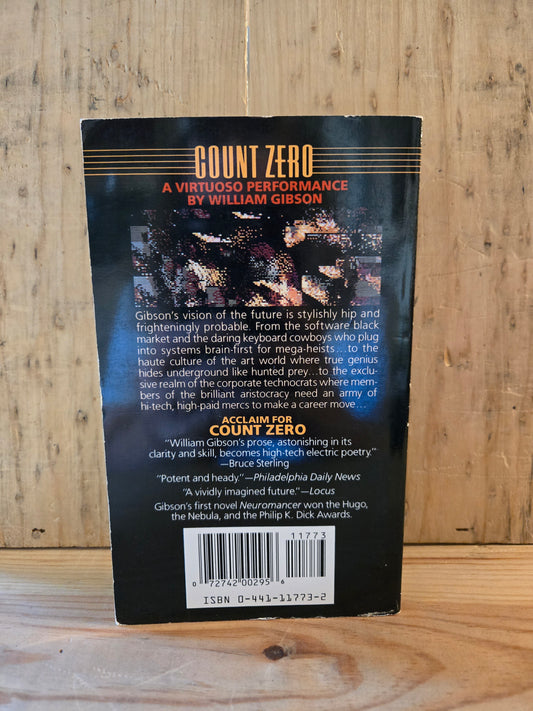 COUNT ZERO
A VIRTUOSO PERFORMANCE
BY WILLIAM GIBSON
Gibson's vision of the future is stylishly hip and
frighteningly probable. From the software black
market and the daring keyboard cowboys who plug
into systems brain-first for mega-heists...to the
haute culture of the art world where true genius
hides underground like hunted prey...to the exclu-
sive realm of the corporate technocrats where mem-
bers of the brilliant aristocracy need an army of
hi-tech, high-paid mercs to make a career move...
ACCLAIM FOR
COUNT ZERO
"William Gibson's prose, astonishing in its
clarity and skill, becomes high-tech electric poetry."
—Bruce Sterling
"Potent and heady."—Philadelphia Daily News
"A vividly imagined future."—Locus
Gibson's first novel Neuromancer won the Hugo,
the Nebula, and the Philip K. Dick Awards.
11773
0 72742 00295 6
ISBN 0-441-11773-2